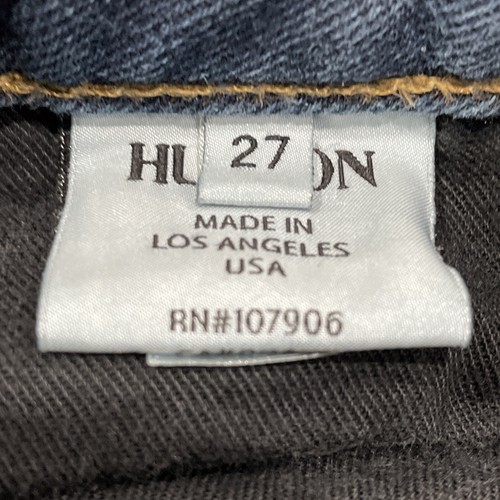 27
HU ON
MADE IN
LOS ANGELES
USA
RN#107906